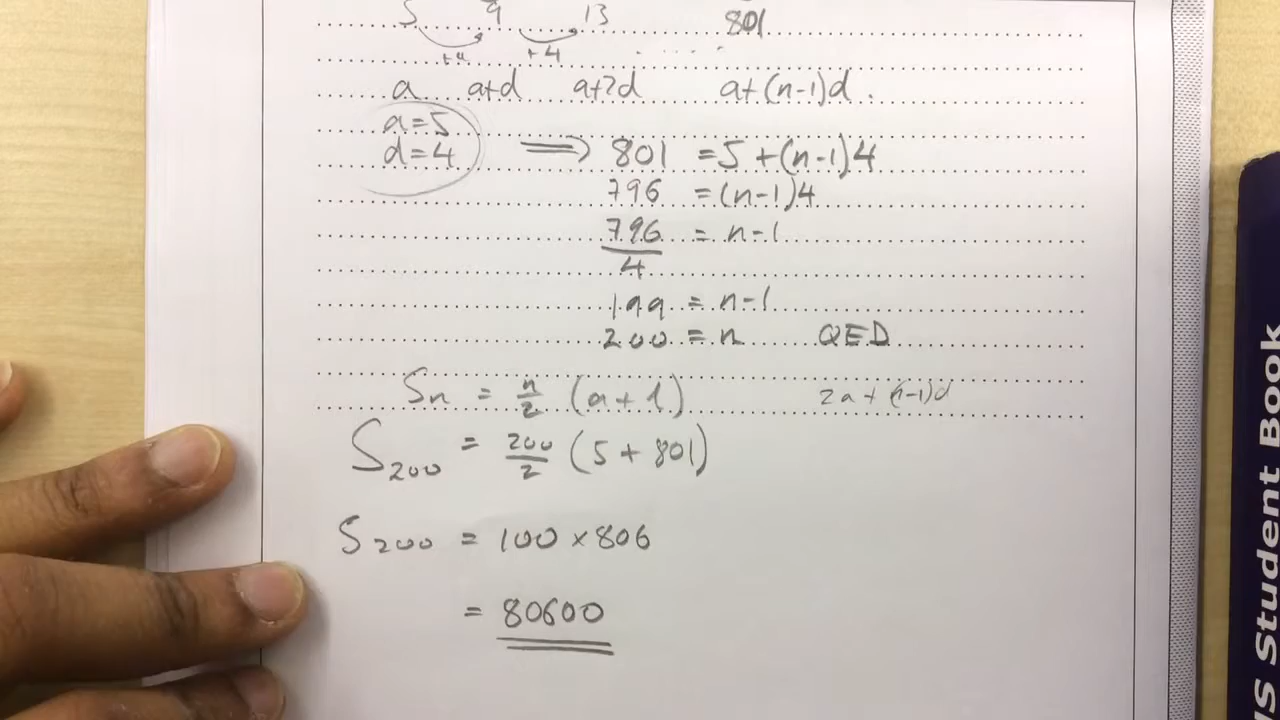 5 9 13 801
+4 +4 . . . . .
a a+d a+2d a+(n-1)d.
a=5
d=4 ⟹ 801 = 5+(n-1)4
796 = (n-1)4
796/4 = n-1
199 = n-1
200 = n QED
Sn = n/2 (a+l) 2a+(n-1)d
S200 = 200/2 (5+801)
S200 = 100×806
= 80600
IS Student Book